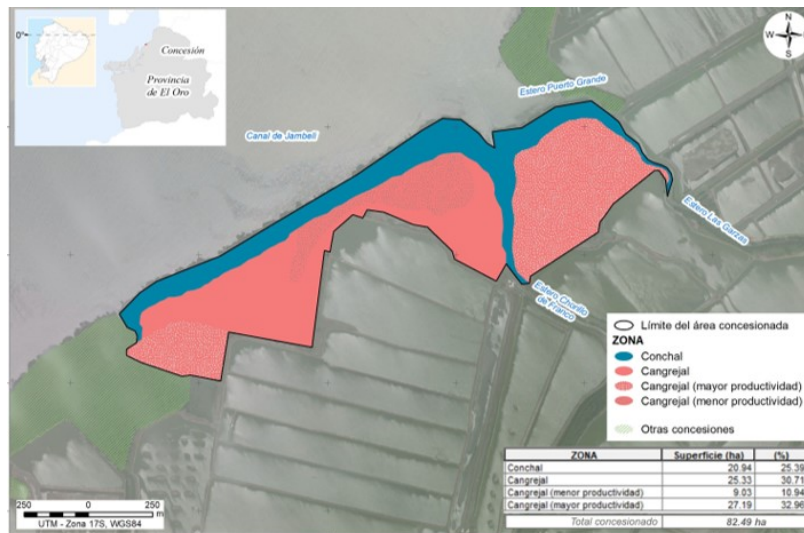 0°
Concesión
Provincia
de El Oro
N
W
S
Estero Puerto Grande
Canal de Jambelí
Estero Las Garzas
Estero Chorrillo
de Franco
Límite del área concesionada
ZONA
Conchal
Cangrejal
Cangrejal (mayor productividad)
Cangrejal (menor productividad)
Otras concesiones
ZONA Superficie (ha) (%)
Conchal 20.94 25.39
Cangrejal 25.33 30.71
Cangrejal (menor productividad) 9.03 10.94
Cangrejal (mayor productividad) 27.19 32.96
Total concesionado 82.49 ha
250 0 250
m
UTM - Zona 17S, WGS84